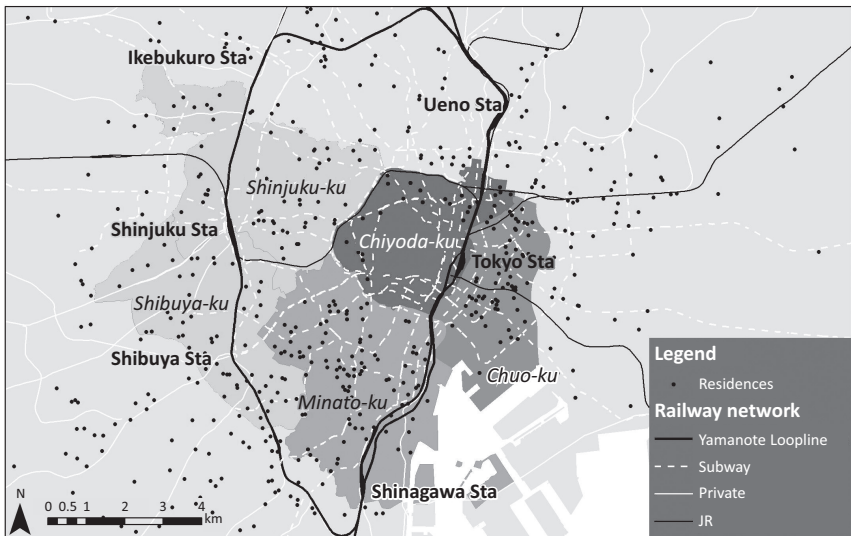 Ikebukuro Sta
Ueno Sta
Shinjuku-ku
Chiyoda-ku
Shinjuku Sta
Tokyo Sta
Shibuya-ku
Shibuya Sta
Chuo-ku
Minato-ku
Shinagawa Sta
Legend
Residences
Railway network
Yamanote Loopline
Subway
Private
JR
N
0 0.5 1 2 3 4
km